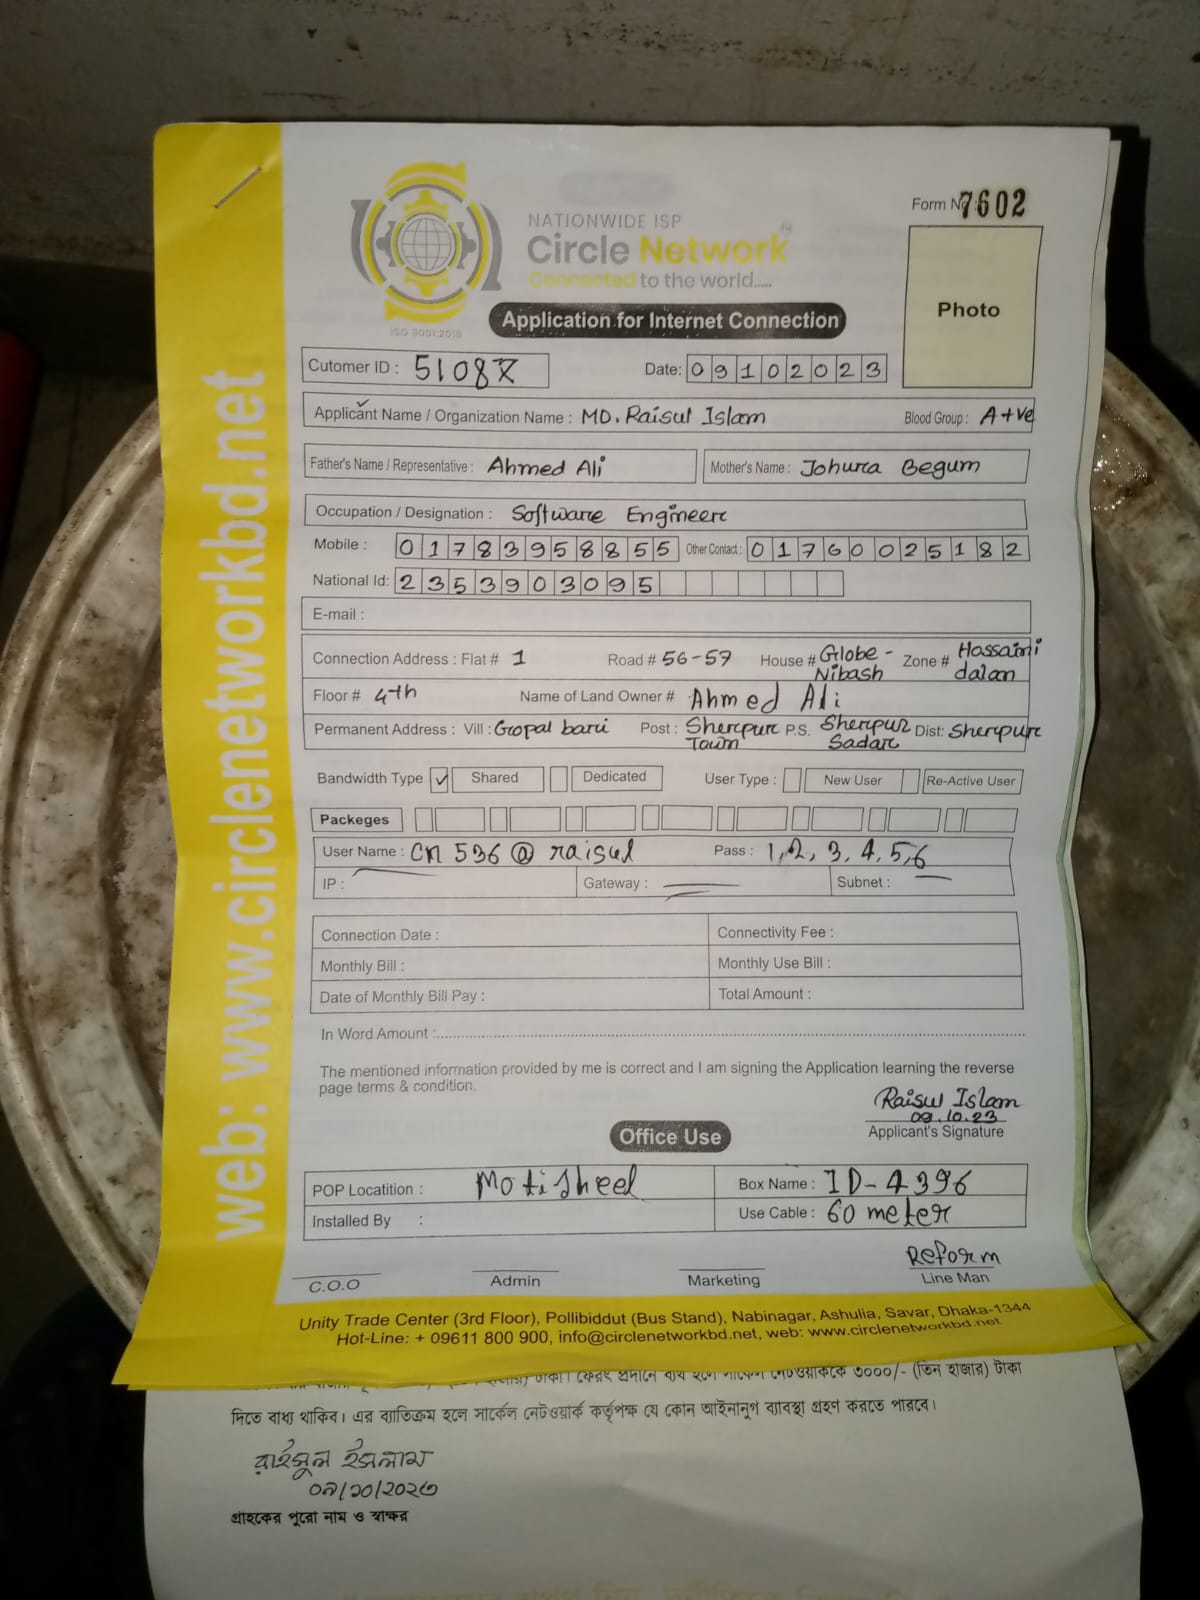 web: www.circlenetworkbd.net
Form No 7602
NATIONWIDE ISP
Circle Network
Connected to the world.....
ISO 9001:2015
Photo
Application for Internet Connection
Cutomer ID : 5108
Date: 09102023
Applicant Name / Organization Name : MD. Raisul Islam Blood Group : A+ve
Father's Name / Representative : Ahmed Ali Mother's Name : Johura Begum
Occupation / Designation : Software Engineer
Mobile : 01783958855 Other Contact : 01760025182
National Id: 2353903095
E-mail :
Connection Address : Flat # 1 Road # 56-57 House # Globe-Nibash Zone # Hossaini dalan
Floor # 4th Name of Land Owner # Ahmed Ali
Permanent Address : Vill : Gopal bari Post : Sherpur Town P.S. Sherpur Sadar Dist: Sherpur
Bandwidth Type ✓ Shared Dedicated User Type : New User Re-Active User
Packeges
User Name : cn 536 @ raisul Pass : 1,2,3,4,5,6
IP : Gateway : Subnet :
Connection Date : Connectivity Fee :
Monthly Bill : Monthly Use Bill :
Date of Monthly Bill Pay : Total Amount :
In Word Amount :
The mentioned information provided by me is correct and I am signing the Application learning the reverse
page terms & condition.
Raisul Islam
09.10.23
Applicant's Signature
Office Use
POP Locatition : Motijheel Box Name : ID-4396
Installed By : Use Cable : 60 meter
Reform
C.O.O Admin Marketing Line Man
Unity Trade Center (3rd Floor), Pollibiddut (Bus Stand), Nabinagar, Ashulia, Savar, Dhaka-1344
Hot-Line: + 09611 800 900, info@circlenetworkbd.net, web: www.circlenetworkbd.net
টাকা। ফেরৎ প্রদানে ব্যর্থ হলে সার্কেল নেটওয়ার্ককে ৩০০০/- (তিন হাজার) টাকা
দিতে বাধ্য থাকিব। এর ব্যাতিক্রম হলে সার্কেল নেটওয়ার্ক কর্তৃপক্ষ যে কোন আইনানুগ ব্যাবস্থা গ্রহণ করতে পারবে।
রাইসুল ইসলাম
০৯/১০/২০২৩
গ্রাহকের পুরো নাম ও স্বাক্ষর